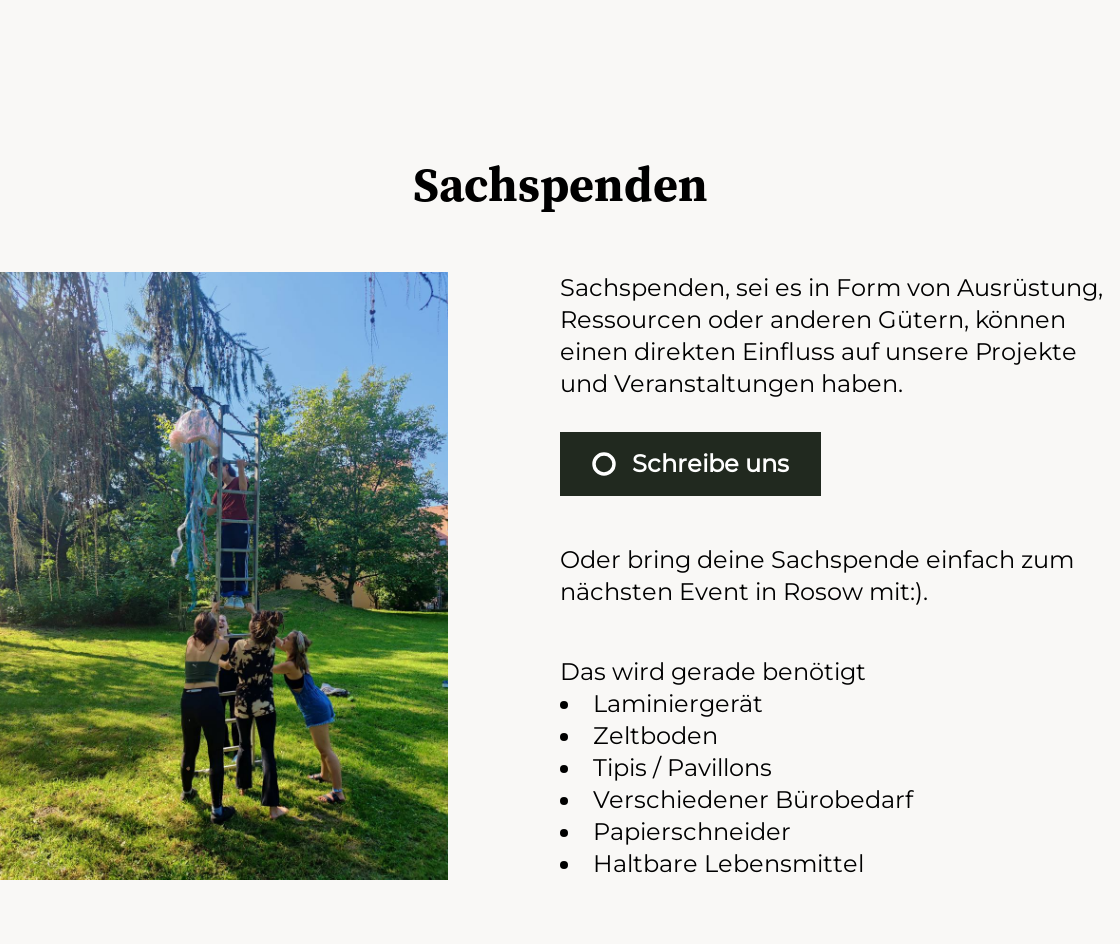 Sachspenden
Sachspenden, sei es in Form von Ausrüstung,
Ressourcen oder anderen Gütern, können
einen direkten Einfluss auf unsere Projekte
und Veranstaltungen haben.
Schreibe uns
Oder bring deine Sachspende einfach zum
nächsten Event in Rosow mit:).
Das wird gerade benötigt
• Laminiergerät
• Zeltboden
• Tipis / Pavillons
• Verschiedener Bürobedarf
• Papierschneider
• Haltbare Lebensmittel